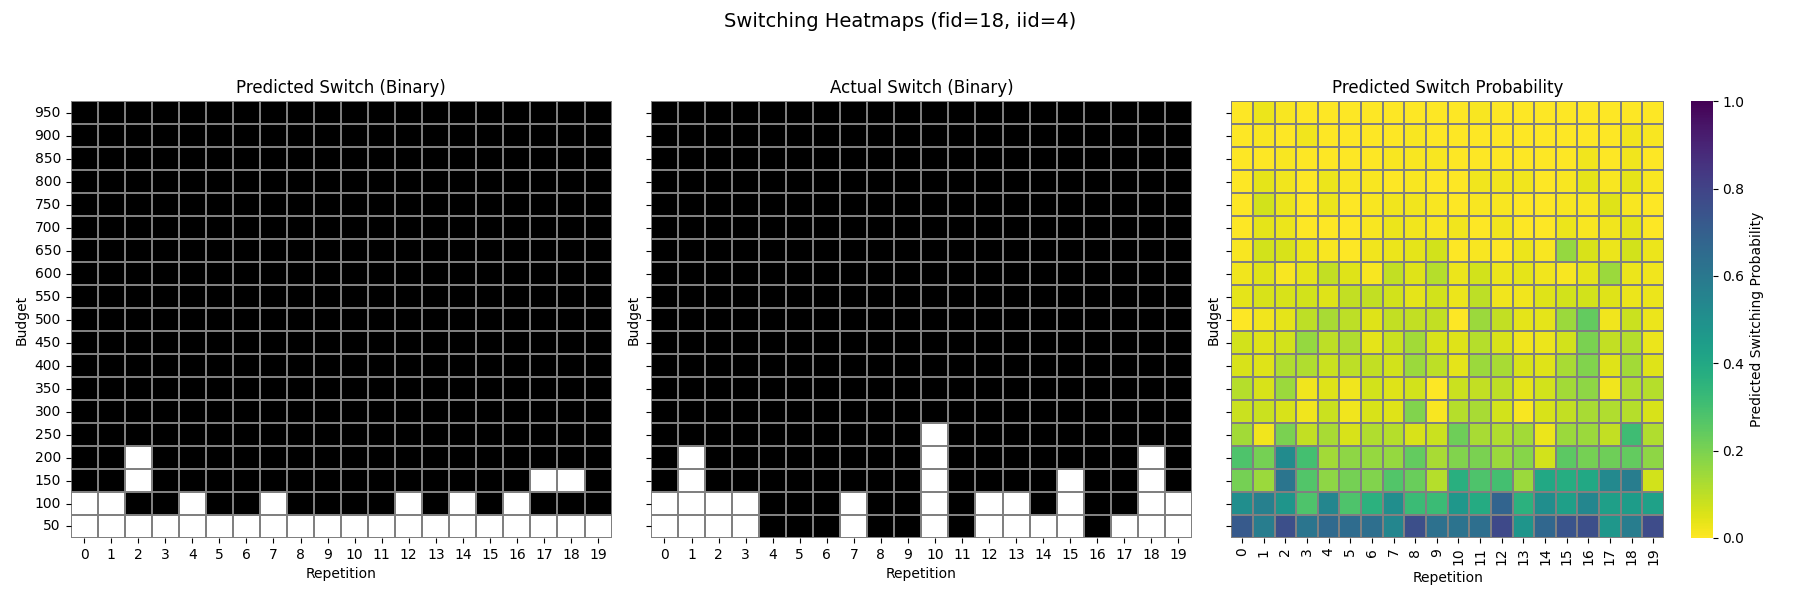 Switching Heatmaps (fid=18, iid=4)
Predicted Switch (Binary)
Budget
950
900
850
800
750
700
650
600
550
500
450
400
350
300
250
200
150
100
50
0 1 2 3 4 5 6 7 8 9 10 11 12 13 14 15 16 17 18 19
Repetition
Actual Switch (Binary)
Budget
0 1 2 3 4 5 6 7 8 9 10 11 12 13 14 15 16 17 18 19
Repetition
Predicted Switch Probability
Budget
0 1 2 3 4 5 6 7 8 9 10 11 12 13 14 15 16 17 18 19
Repetition
1.0
0.8
0.6
0.4
0.2
0.0
Predicted Switching Probability